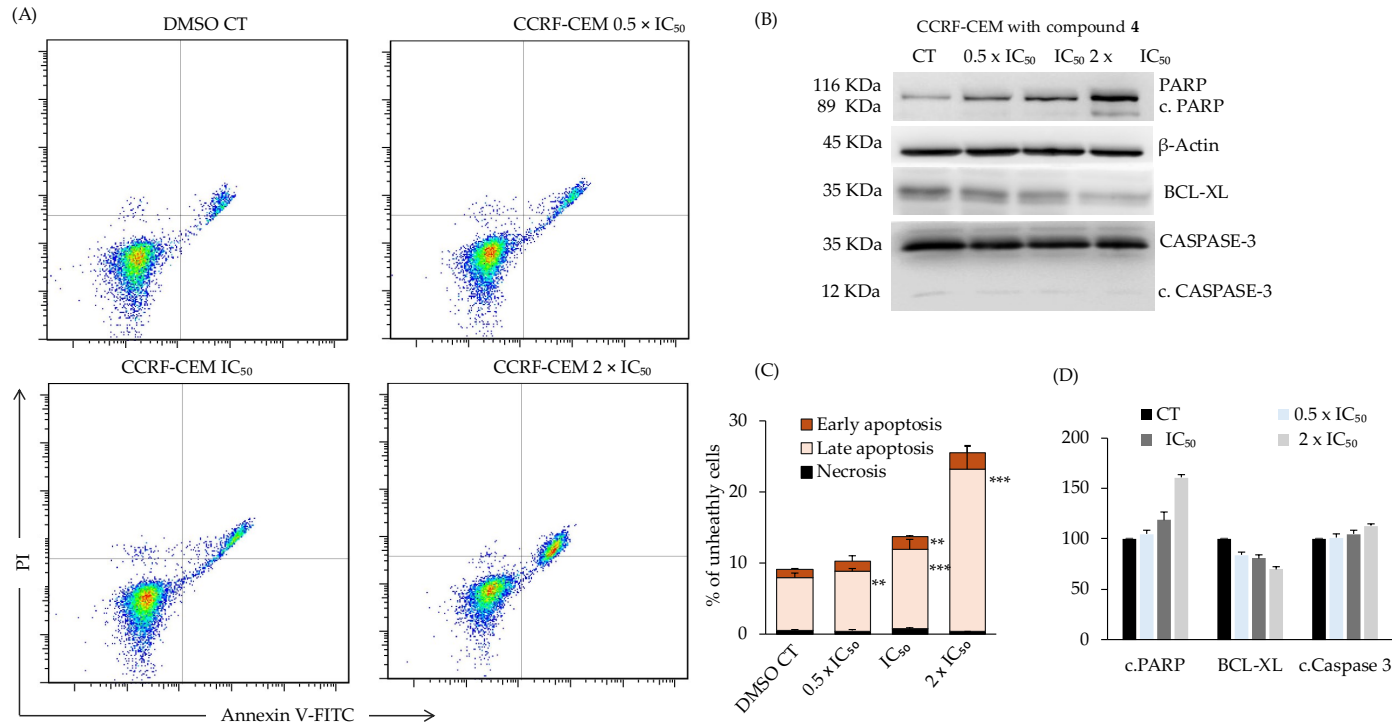 (A)
DMSO CT
CCRF-CEM 0.5 × IC₅₀
CCRF-CEM IC₅₀
CCRF-CEM 2 × IC₅₀
PI
Annexin V-FITC
(B)
CCRF-CEM with compound 4
CT 0.5 x IC₅₀ IC₅₀ 2 x IC₅₀
116 KDa PARP
89 KDa c. PARP
45 KDa β-Actin
35 KDa BCL-XL
35 KDa CASPASE-3
12 KDa c. CASPASE-3
(C)
% of unheathly cells
30
20
10
0
Early apoptosis
Late apoptosis
Necrosis
**
**
***
***
DMSO CT
0.5 x IC₅₀
IC₅₀
2 x IC₅₀
(D)
CT 0.5 x IC₅₀
IC₅₀ 2 x IC₅₀
200
150
100
50
0
c.PARP BCL-XL c.Caspase 3